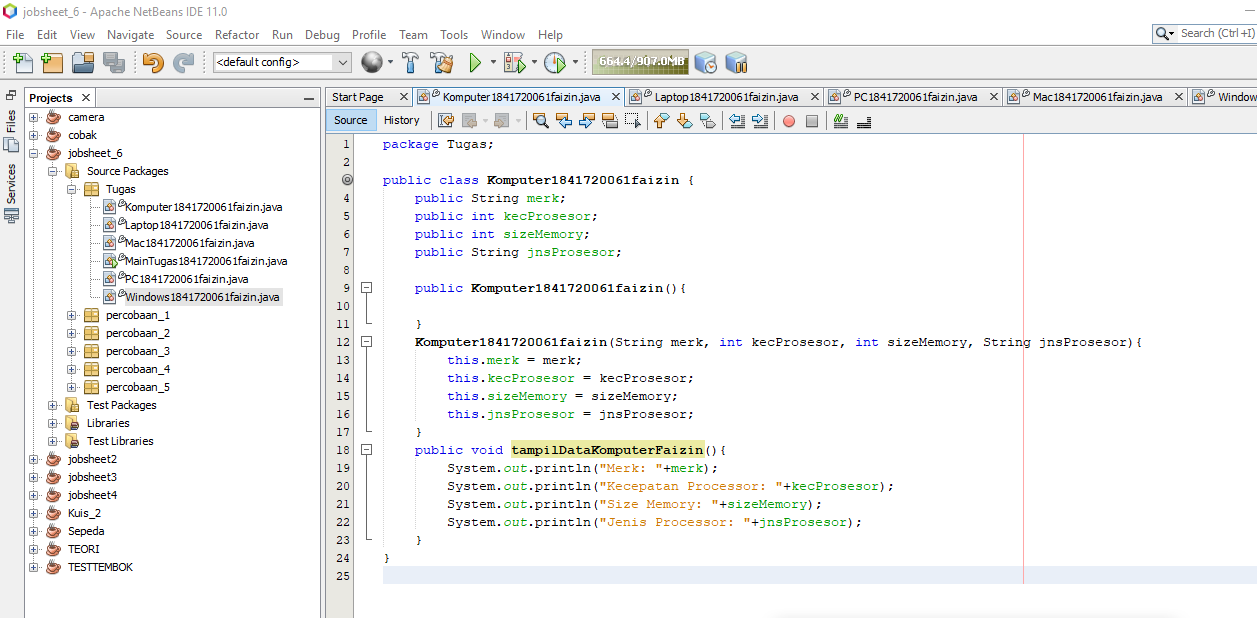 jobsheet_6 - Apache NetBeans IDE 11.0
File Edit View Navigate Source Refactor Run Debug Profile Team Tools Window Help
Search (Ctrl+I)
<default config>
664.4/907.0MB
Files
Services
Projects
camera
cobak
jobsheet_6
Source Packages
Tugas
Komputer1841720061faizin.java
Laptop1841720061faizin.java
Mac1841720061faizin.java
MainTugas1841720061faizin.java
PC1841720061faizin.java
Windows1841720061faizin.java
percobaan_1
percobaan_2
percobaan_3
percobaan_4
percobaan_5
Test Packages
Libraries
Test Libraries
jobsheet2
jobsheet3
jobsheet4
Kuis_2
Sepeda
TEORI
TESTTEMBOK
Start Page Komputer1841720061faizin.java Laptop1841720061faizin.java PC1841720061faizin.java Mac1841720061faizin.java Window
Source History
1 package Tugas;
2
public class Komputer1841720061faizin {
4 public String merk;
5 public int kecProsesor;
6 public int sizeMemory;
7 public String jnsProsesor;
8
9 public Komputer1841720061faizin(){
10
11 }
12 Komputer1841720061faizin(String merk, int kecProsesor, int sizeMemory, String jnsProsesor){
13 this.merk = merk;
14 this.kecProsesor = kecProsesor;
15 this.sizeMemory = sizeMemory;
16 this.jnsProsesor = jnsProsesor;
17 }
18 public void tampilDataKomputerFaizin(){
19 System.out.println("Merk: "+merk);
20 System.out.println("Kecepatan Processor: "+kecProsesor);
21 System.out.println("Size Memory: "+sizeMemory);
22 System.out.println("Jenis Processor: "+jnsProsesor);
23 }
24 }
25